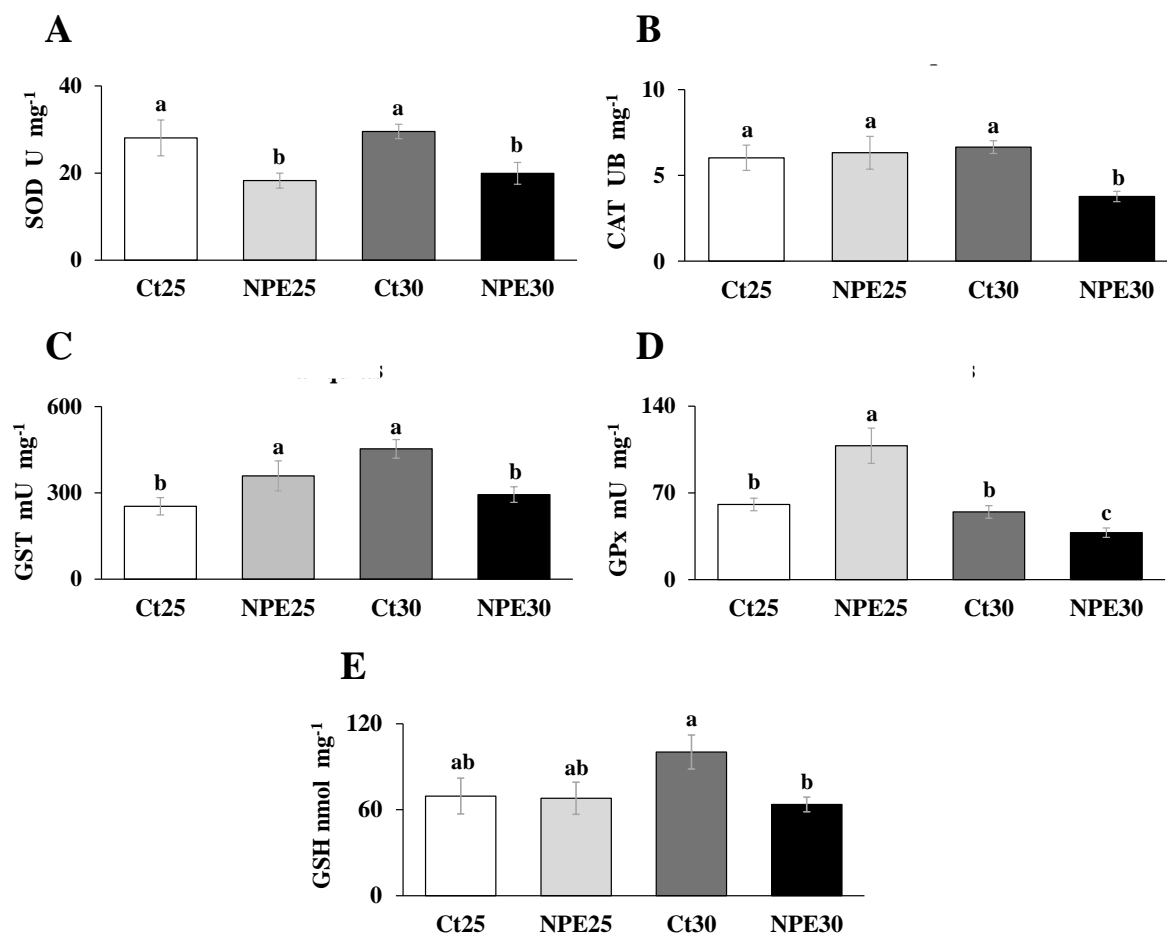 A
SOD U mg-1
40
20
0
a
b
a
b
Ct25 NPE25 Ct30 NPE30
B
CAT UB mg-1
10
5
0
a
a
a
b
Ct25 NPE25 Ct30 NPE30
C
GST mU mg-1
600
300
0
b
a
a
b
Ct25 NPE25 Ct30 NPE30
D
GPx mU mg-1
140
70
0
b
a
b
c
Ct25 NPE25 Ct30 NPE30
E
GSH nmol mg-1
120
60
0
ab
ab
a
b
Ct25 NPE25 Ct30 NPE30